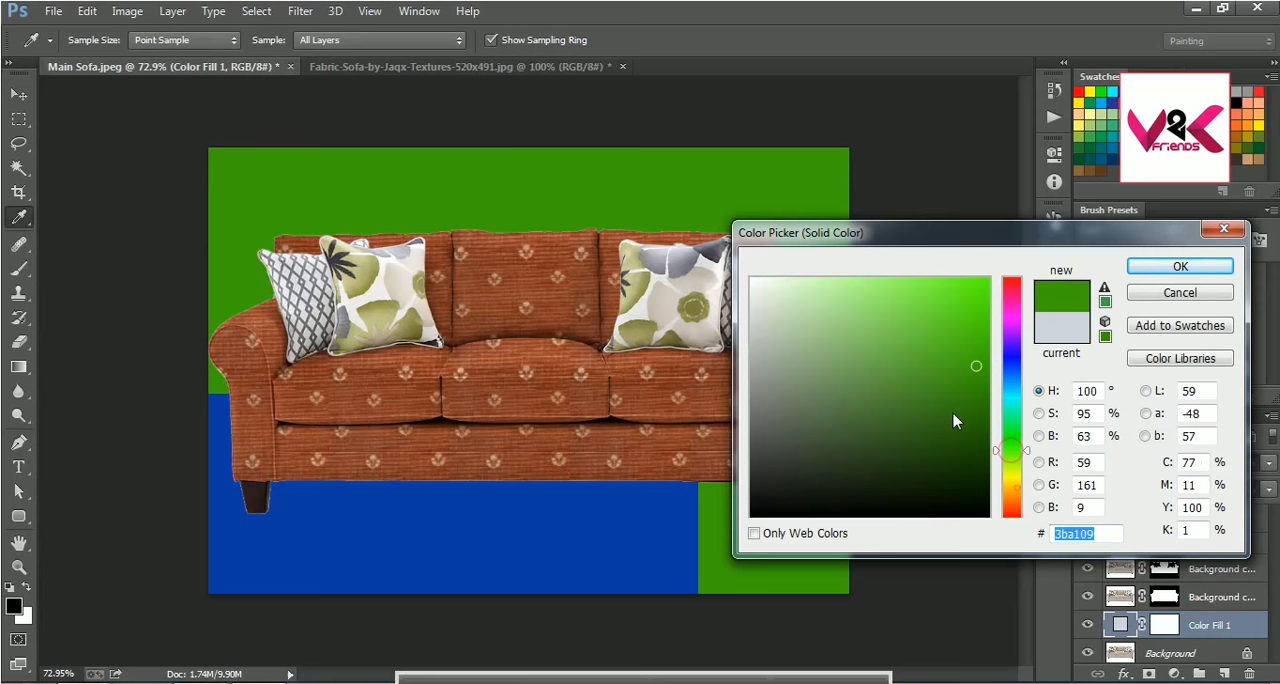 Ps File Edit Image Layer Type Select Filter 3D View Window Help
Sample Size: Point Sample Sample: All Layers Show Sampling Ring Painting
Main Sofa.jpeg @ 72.9% (Color Fill 1, RGB/8#) * × Fabric-Sofa-by-Jaqx-Textures-520x491.jpg @ 100% (RGB/8#) * ×
Swatches
V2K
Friends
Brush Presets
Color Picker (Solid Color)
new
current
OK
Cancel
Add to Swatches
Color Libraries
H: 100 ° L: 59
S: 95 % a: -48
B: 63 % b: 57
R: 59 C: 77 %
G: 161 M: 11 %
B: 9 Y: 100 %
# 3ba109 K: 1 %
Only Web Colors
Background c...
Background c...
Color Fill 1
Background
72.95% Doc: 1.74M/9.90M
fx